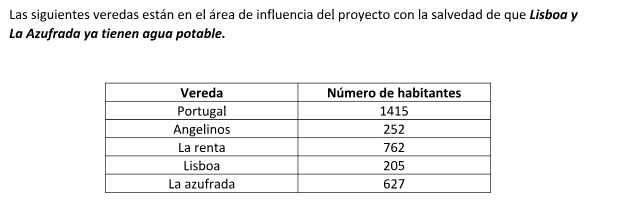 Las siguientes veredas están en el área de influencia del proyecto con la salvedad de que Lisboa y
La Azufrada ya tienen agua potable.
Vereda Número de habitantes
Portugal 1415
Angelinos 252
La renta 762
Lisboa 205
La azufrada 627